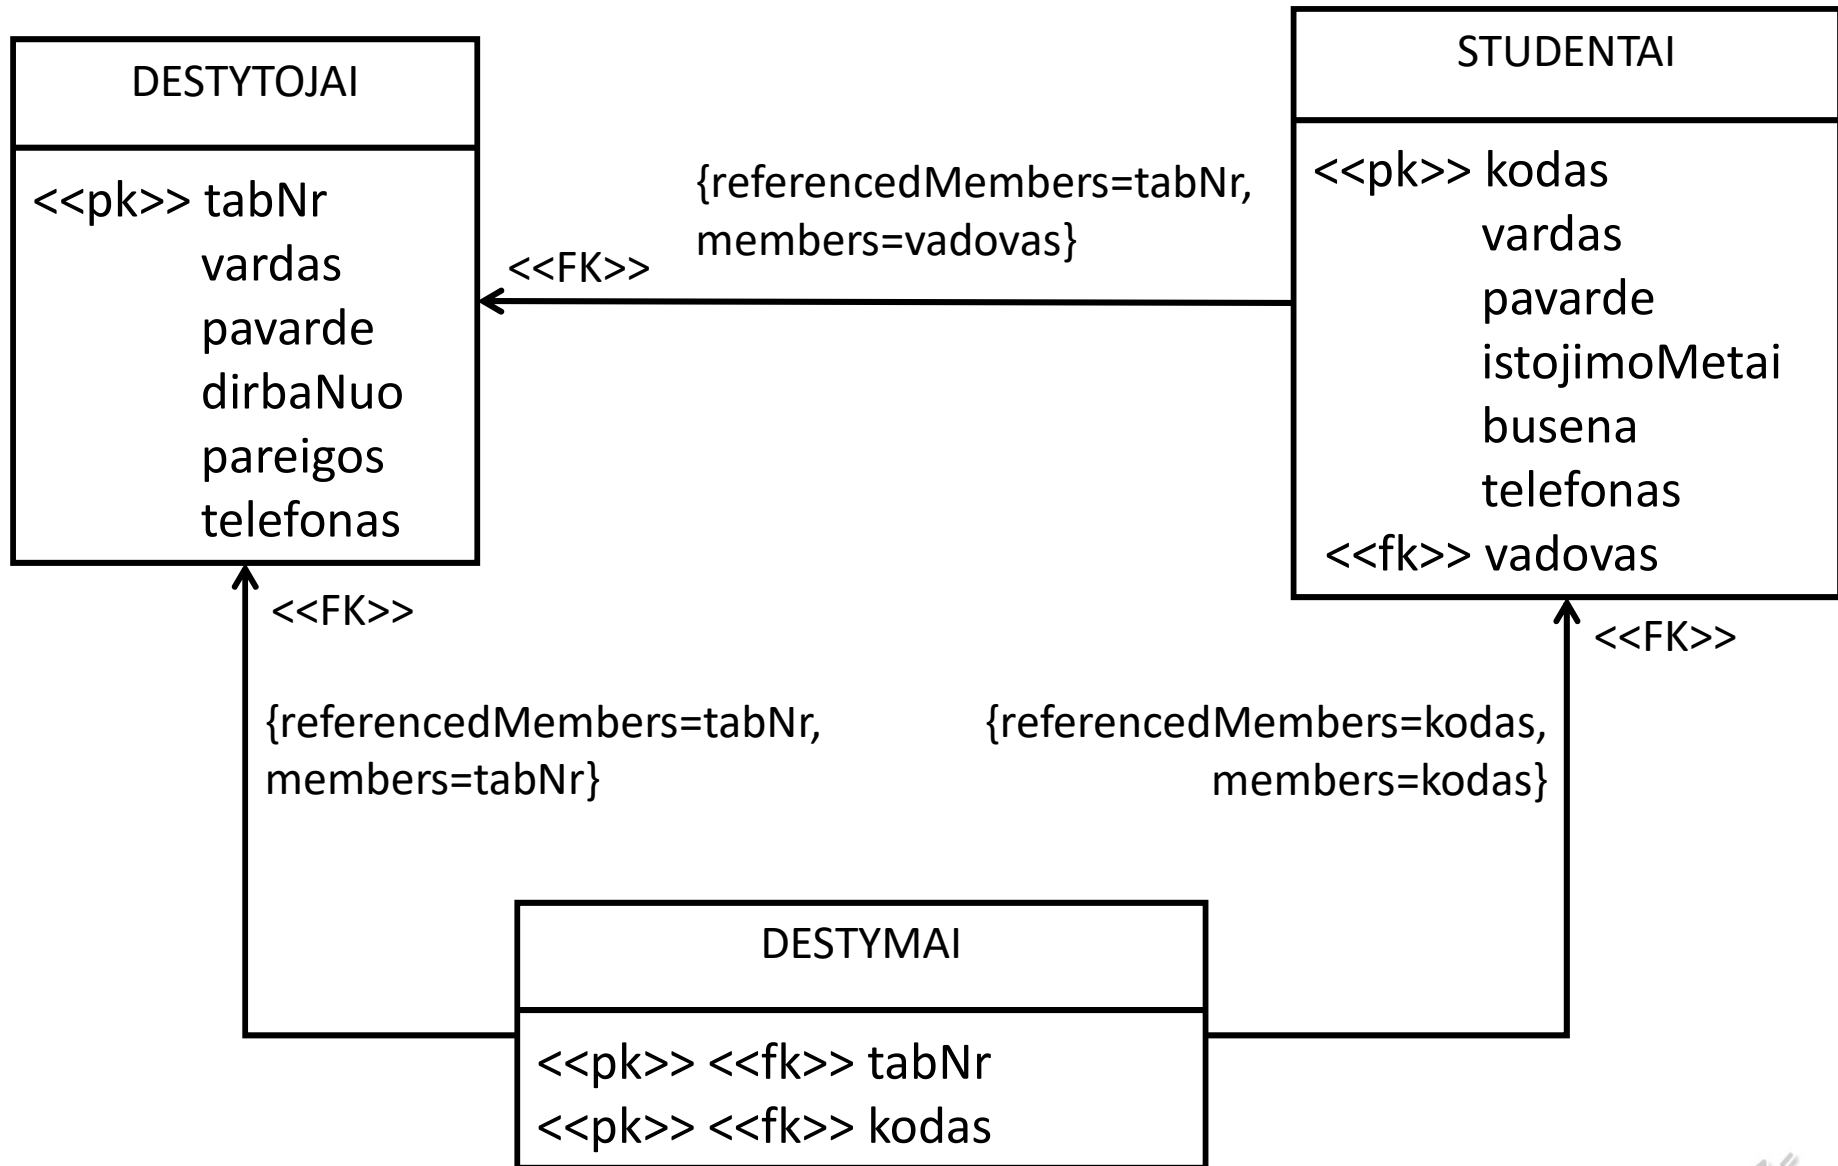 DESTYTOJAI
<<pk>> tabNr
vardas
pavarde
dirbaNuo
pareigos
telefonas
STUDENTAI
<<pk>> kodas
vardas
pavarde
istojimoMetai
busena
telefonas
<<fk>> vadovas
{referencedMembers=tabNr,
members=vadovas}
<<FK>>
<<FK>>
{referencedMembers=tabNr,
members=tabNr}
<<FK>>
{referencedMembers=kodas,
members=kodas}
DESTYMAI
<<pk>> <<fk>> tabNr
<<pk>> <<fk>> kodas